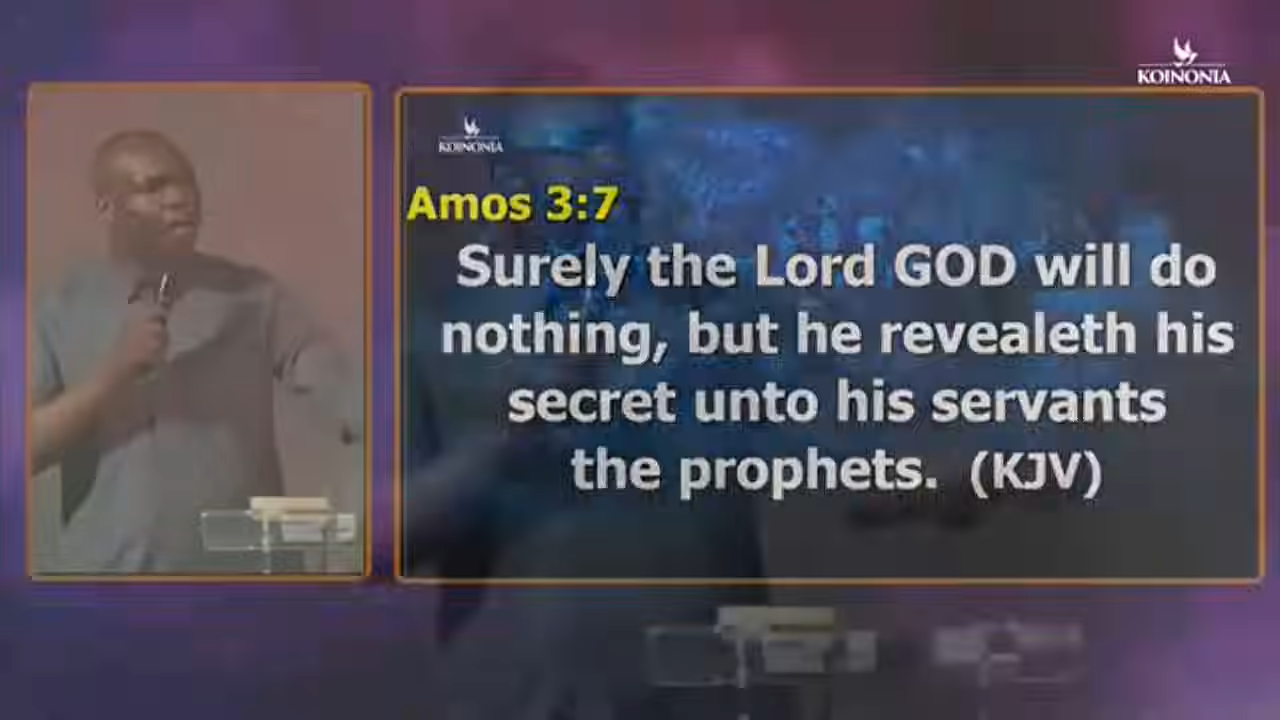 KOINONIA
KOINONIA
Amos 3:7
Surely the Lord GOD will do
nothing, but he revealeth his
secret unto his servants
the prophets. (KJV)